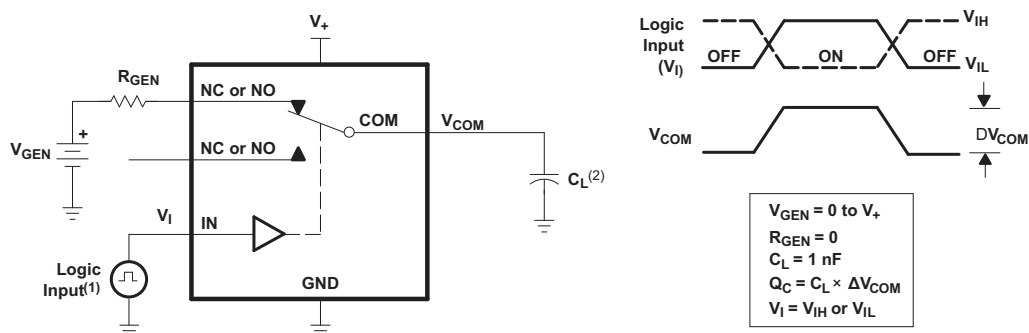 V+
RGEN
NC or NO
COM
VCOM
VGEN
+
NC or NO
CL(2)
VI
IN
Logic
Input(1)
GND
Logic
Input
(VI)
OFF
ON
OFF
VIH
VIL
VCOM
DVCOM
VGEN = 0 to V+
RGEN = 0
CL = 1 nF
QC = CL × ΔVCOM
VI = VIH or VIL